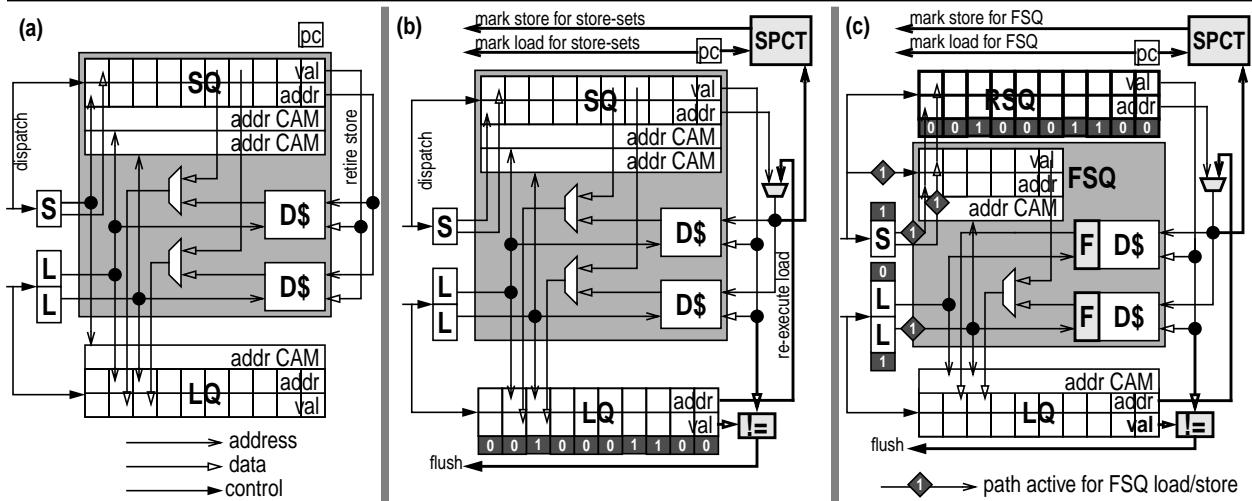 (a)
pc
SQ
val
addr
addr CAM
addr CAM
dispatch
retire store
S
D$
L
L
D$
addr CAM
addr
LQ
val
address
data
control
(b)
mark store for store-sets
mark load for store-sets
pc
SPCT
SQ
val
addr
addr CAM
addr CAM
dispatch
S
D$
L
L
D$
re-execute load
addr
LQ
val
0 0 1 0 0 0 1 1 0 0
!=
flush
(c)
mark store for FSQ
mark load for FSQ
pc
SPCT
RSQ
val
addr
0 0 1 0 0 0 1 1 0 0
val
addr
FSQ
addr CAM
1
1
1
1
S
0
L
L
1
1
F D$
F D$
addr CAM
addr
LQ
val
!=
flush
1 path active for FSQ load/store